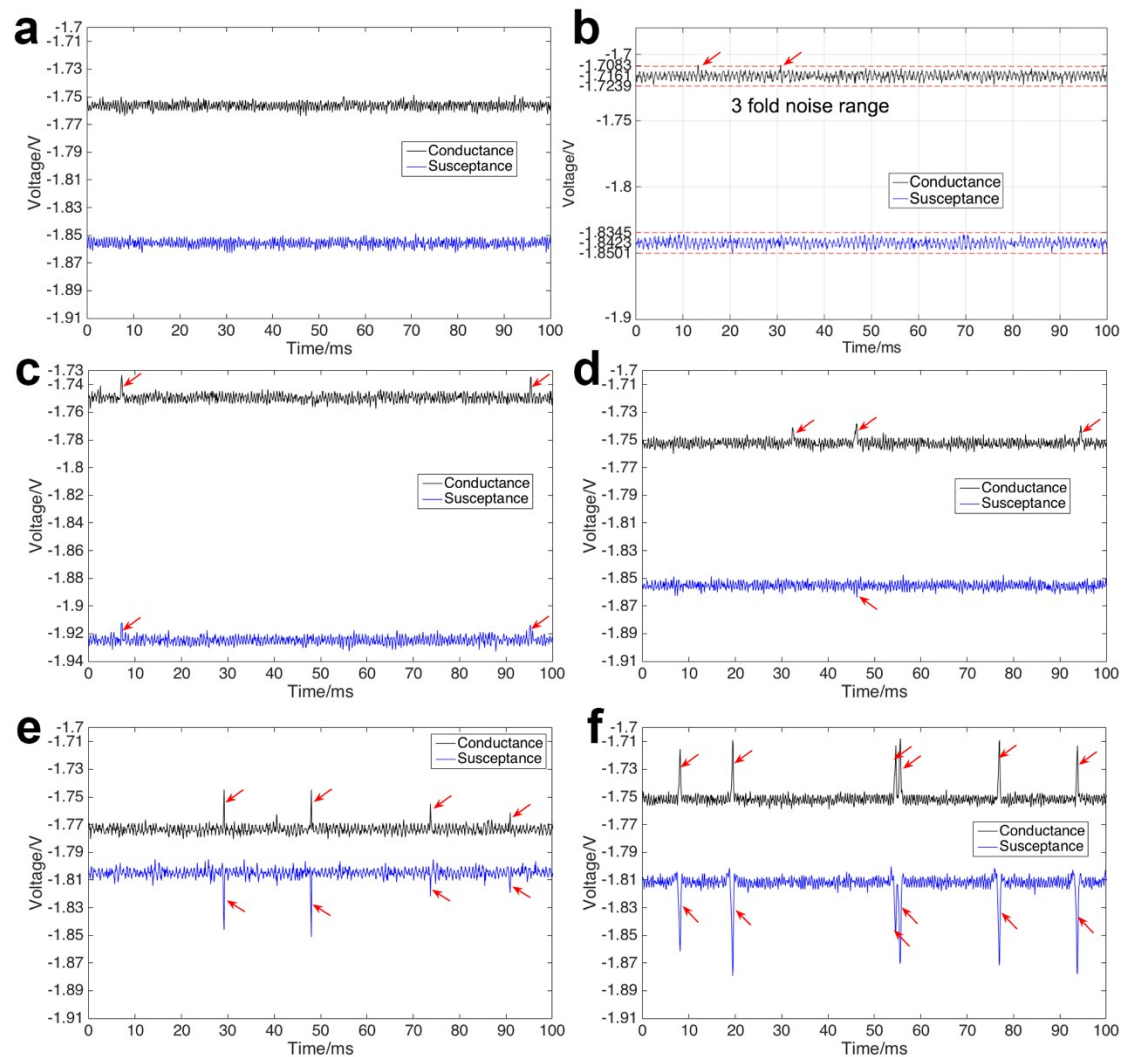 a
-1.7
-1.71
-1.73
-1.75
-1.77
-1.79
-1.81
-1.83
-1.85
-1.87
-1.89
-1.91
Voltage/V
Conductance
Susceptance
0 10 20 30 40 50 60 70 80 90 100
Time/ms
b
-1.7
-1.7083
-1.7161
-1.7239
-1.75
-1.8
-1.8345
-1.8423
-1.8501
-1.9
Voltage/V
3 fold noise range
Conductance
Susceptance
0 10 20 30 40 50 60 70 80 90 100
Time/ms
c
-1.73
-1.74
-1.76
-1.78
-1.8
-1.82
-1.84
-1.86
-1.88
-1.9
-1.92
-1.94
Voltage/V
Conductance
Susceptance
0 10 20 30 40 50 60 70 80 90 100
Time/ms
d
-1.7
-1.71
-1.73
-1.75
-1.77
-1.79
-1.81
-1.83
-1.85
-1.87
-1.89
-1.91
Voltage/V
Conductance
Susceptance
0 10 20 30 40 50 60 70 80 90 100
Time/ms
e
-1.7
-1.71
-1.73
-1.75
-1.77
-1.79
-1.81
-1.83
-1.85
-1.87
-1.89
-1.91
Voltage/V
Conductance
Susceptance
0 10 20 30 40 50 60 70 80 90 100
Time/ms
f
-1.7
-1.71
-1.73
-1.75
-1.77
-1.79
-1.81
-1.83
-1.85
-1.87
-1.89
-1.91
Voltage/V
Conductance
Susceptance
0 10 20 30 40 50 60 70 80 90 100
Time/ms